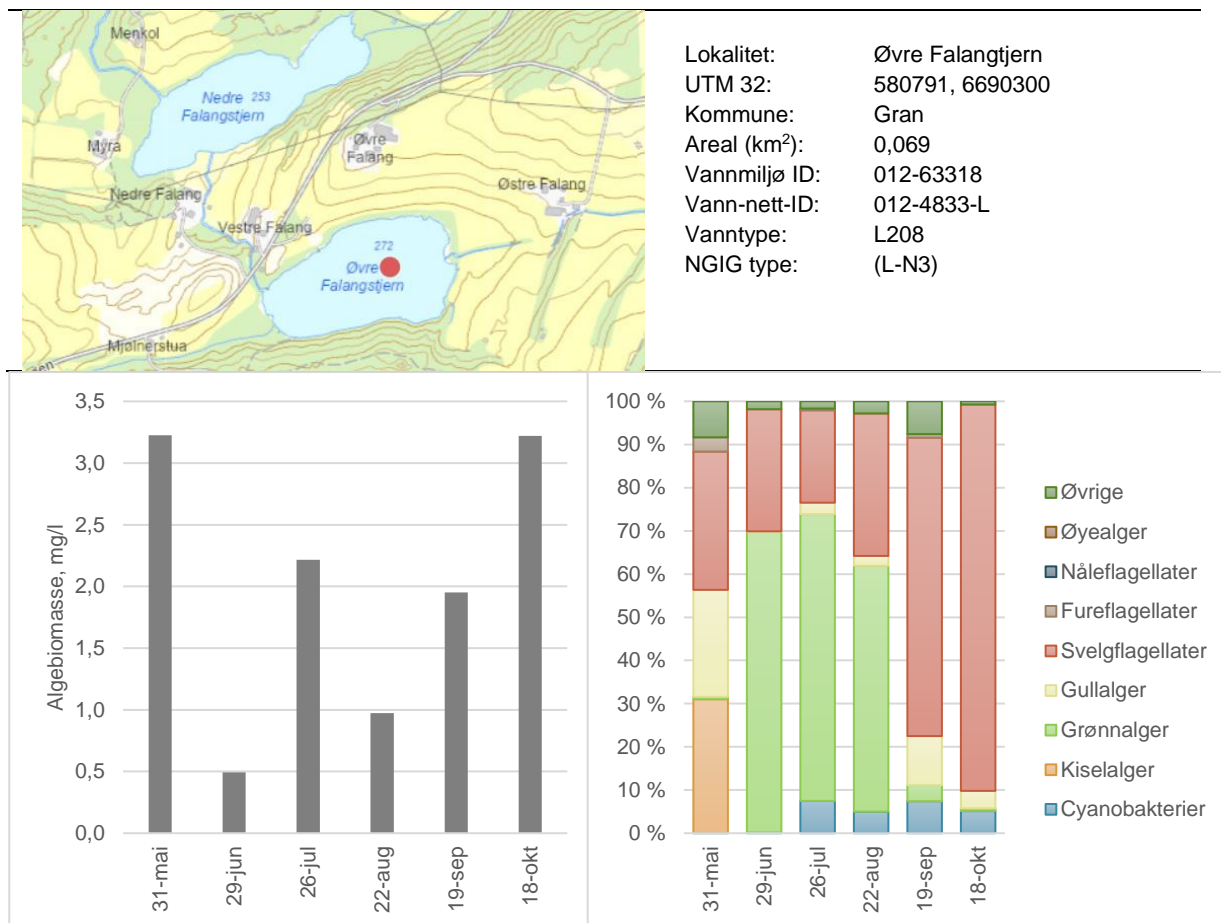 Menkol
Nedre 253
Falangstjern
Myra
Øvre
Falang
Nedre Falang
Østre Falang
Vestre Falang
272
Øvre
Falangstjern
Mjølnerstua
den
Lokalitet: Øvre Falangtjern
UTM 32: 580791, 6690300
Kommune: Gran
Areal (km²): 0,069
Vannmiljø ID: 012-63318
Vann-nett-ID: 012-4833-L
Vanntype: L208
NGIG type: (L-N3)
Algebiomasse, mg/l
3,5
3,0
2,5
2,0
1,5
1,0
0,5
0,0
31-mai
29-jun
26-jul
22-aug
19-sep
18-okt
100 %
90 %
80 %
70 %
60 %
50 %
40 %
30 %
20 %
10 %
0 %
31-mai
29-jun
26-jul
22-aug
19-sep
18-okt
Øvrige
Øyealger
Nåleflagellater
Fureflagellater
Svelgflagellater
Gullalger
Grønnalger
Kiselalger
Cyanobakterier